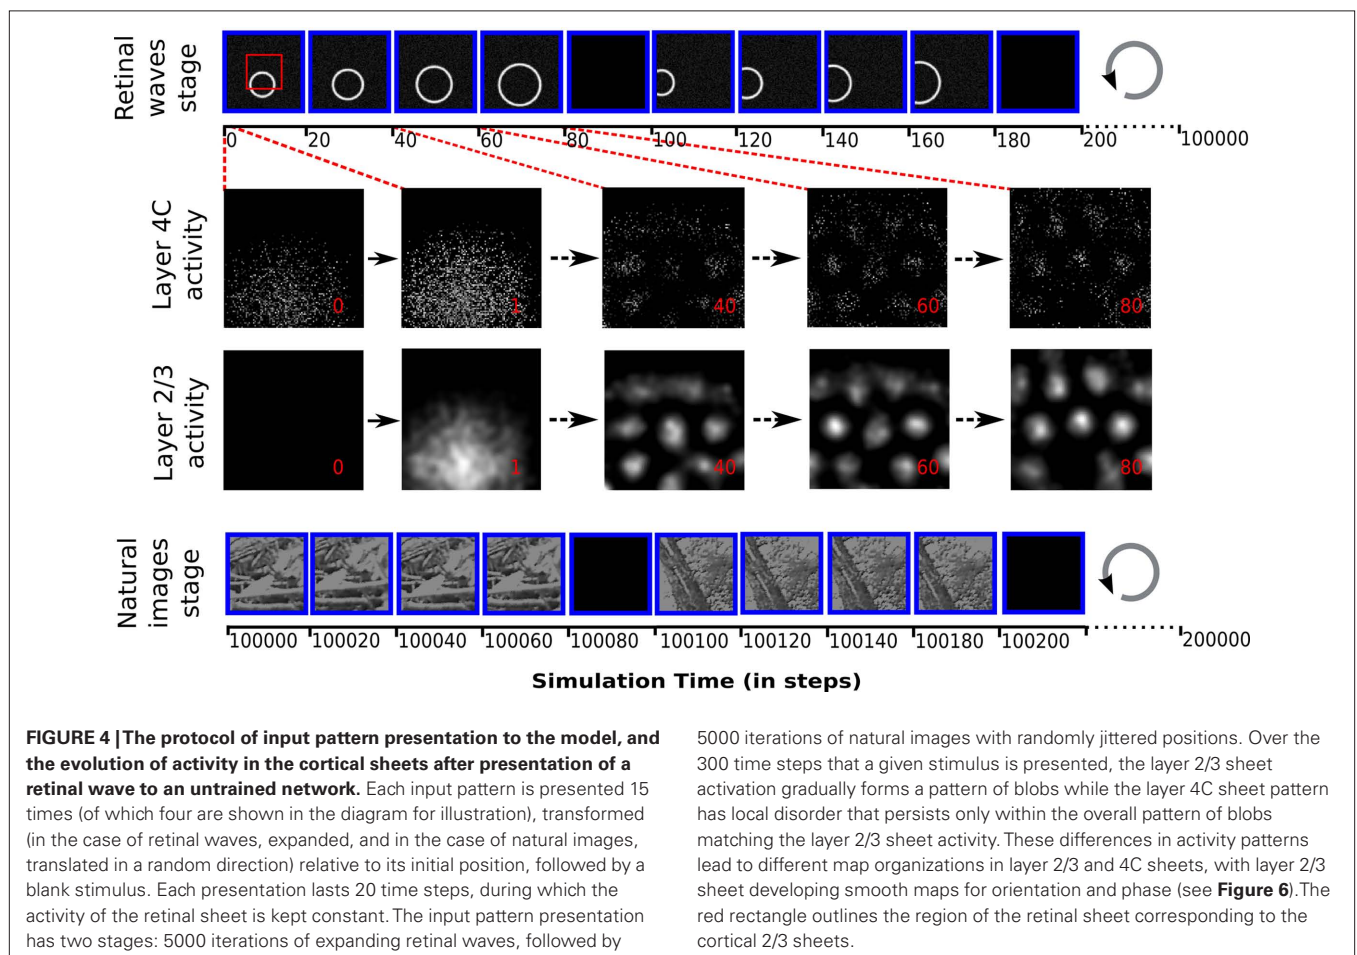 Retinal
waves
stage
0 20 40 60 80 100 120 140 160 180 200 100000
Layer 4C
activity
0 1 40 60 80
Layer 2/3
activity
0 1 40 60 80
Natural
images
stage
100000 100020 100040 100060 100080 100100 100120 100140 100180 100200 200000
Simulation Time (in steps)
FIGURE 4 | The protocol of input pattern presentation to the model, and
the evolution of activity in the cortical sheets after presentation of a
retinal wave to an untrained network. Each input pattern is presented 15
times (of which four are shown in the diagram for illustration), transformed
(in the case of retinal waves, expanded, and in the case of natural images,
translated in a random direction) relative to its initial position, followed by a
blank stimulus. Each presentation lasts 20 time steps, during which the
activity of the retinal sheet is kept constant. The input pattern presentation
has two stages: 5000 iterations of expanding retinal waves, followed by
5000 iterations of natural images with randomly jittered positions. Over the
300 time steps that a given stimulus is presented, the layer 2/3 sheet
activation gradually forms a pattern of blobs while the layer 4C sheet pattern
has local disorder that persists only within the overall pattern of blobs
matching the layer 2/3 sheet activity. These differences in activity patterns
lead to different map organizations in layer 2/3 and 4C sheets, with layer 2/3
sheet developing smooth maps for orientation and phase (see Figure 6). The
red rectangle outlines the region of the retinal sheet corresponding to the
cortical 2/3 sheets.